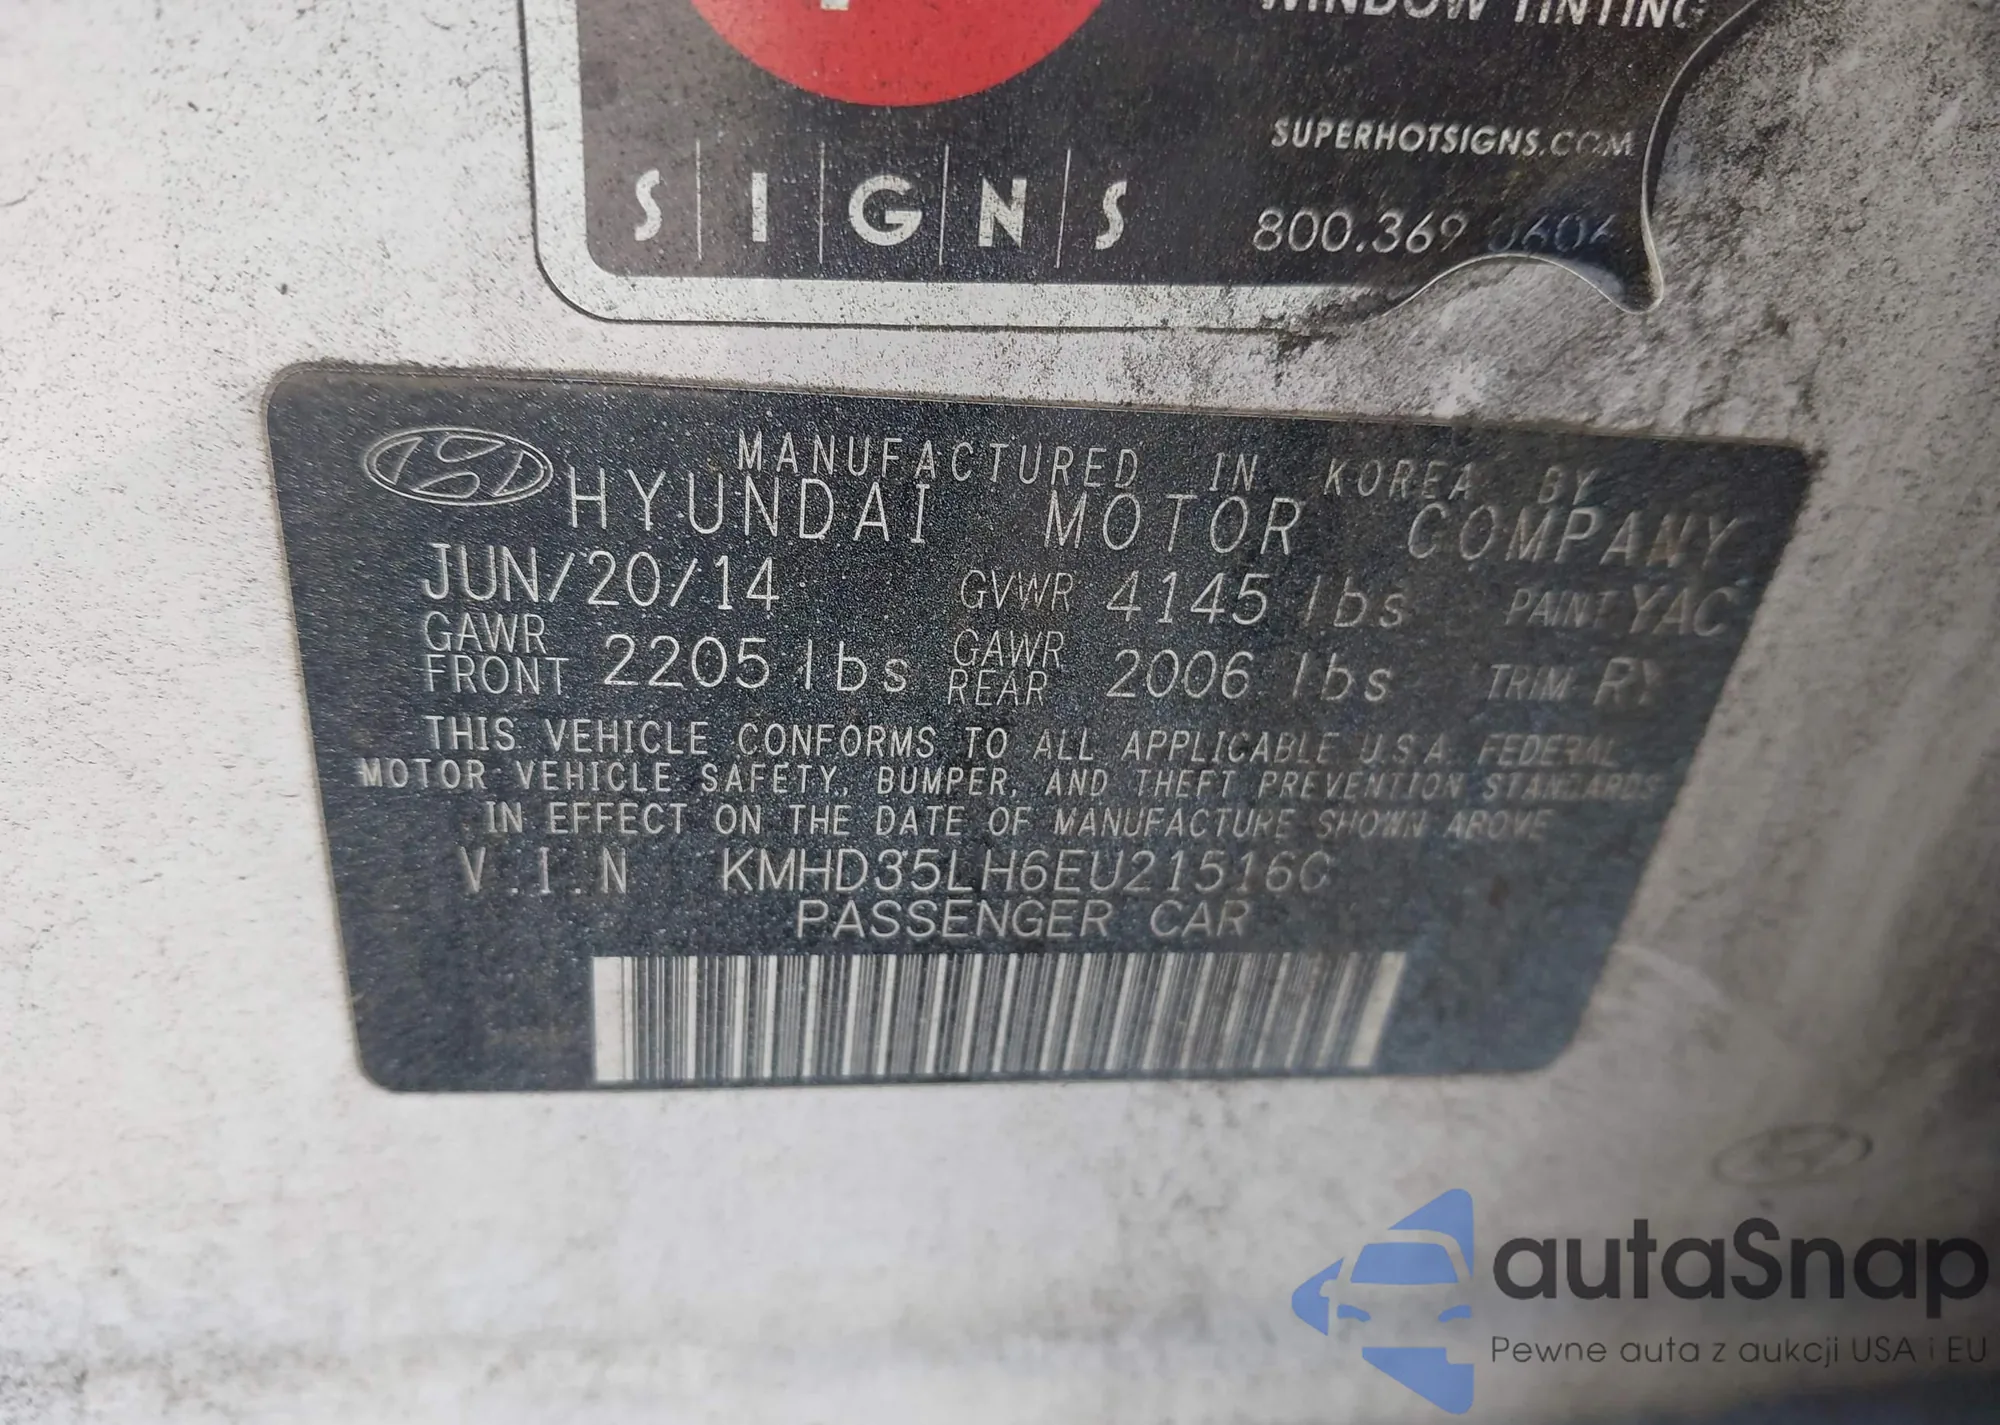 WINDOW TINTING
SUPERHOTSIGNS.COM
SIGNS
800.369
MANUFACTURED IN KOREA BY
HYUNDAI MOTOR COMPANY
JUN/20/14 GVWR 4145 lbs PAINT YAC
GAWR FRONT 2205 lbs GAWR REAR 2006 lbs TRIM RY
THIS VEHICLE CONFORMS TO ALL APPLICABLE U.S.A. FEDERAL
MOTOR VEHICLE SAFETY, BUMPER, AND THEFT PREVENTION STANDARDS
IN EFFECT ON THE DATE OF MANUFACTURE SHOWN ABOVE
V.I.N KMHD35LH6EU215160
PASSENGER CAR
autaSnap
Pewne auta z aukcji USA i EU